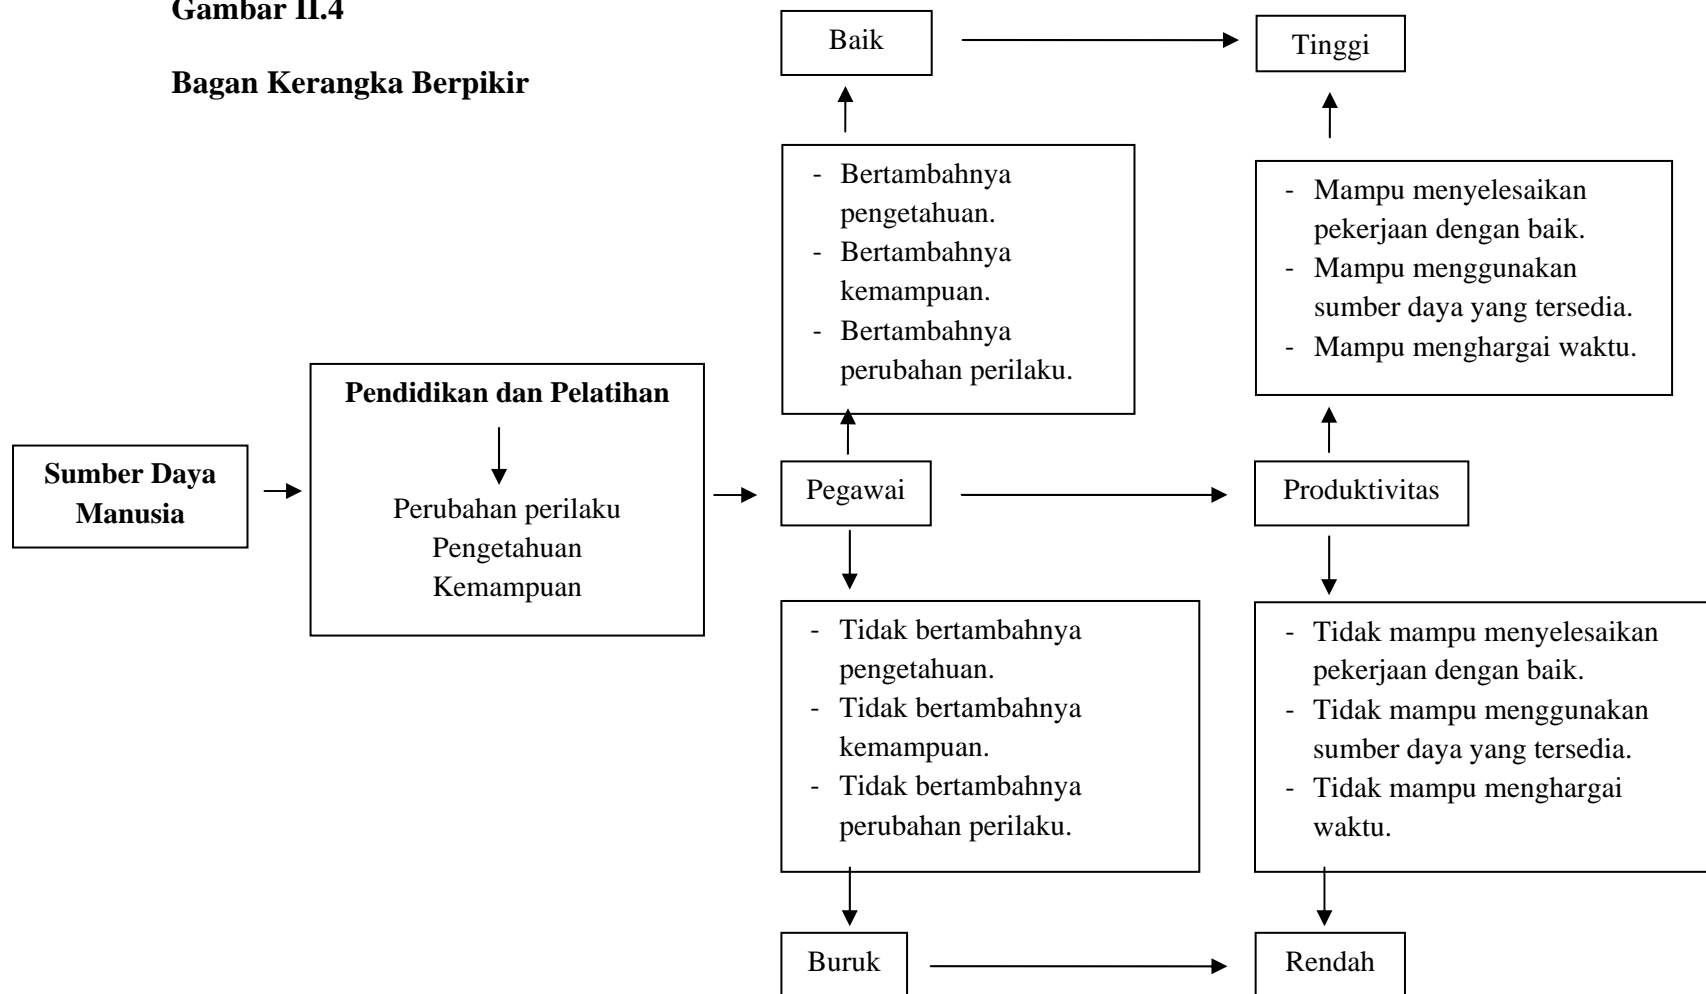 Gambar II.4
Bagan Kerangka Berpikir
Baik
Tinggi
- Bertambahnya
pengetahuan.
- Bertambahnya
kemampuan.
- Bertambahnya
perubahan perilaku.
- Mampu menyelesaikan
pekerjaan dengan baik.
- Mampu menggunakan
sumber daya yang tersedia.
- Mampu menghargai waktu.
Sumber Daya
Manusia
Pendidikan dan Pelatihan
Perubahan perilaku
Pengetahuan
Kemampuan
Pegawai
Produktivitas
- Tidak bertambahnya
pengetahuan.
- Tidak bertambahnya
kemampuan.
- Tidak bertambahnya
perubahan perilaku.
- Tidak mampu menyelesaikan
pekerjaan dengan baik.
- Tidak mampu menggunakan
sumber daya yang tersedia.
- Tidak mampu menghargai
waktu.
Buruk
Rendah